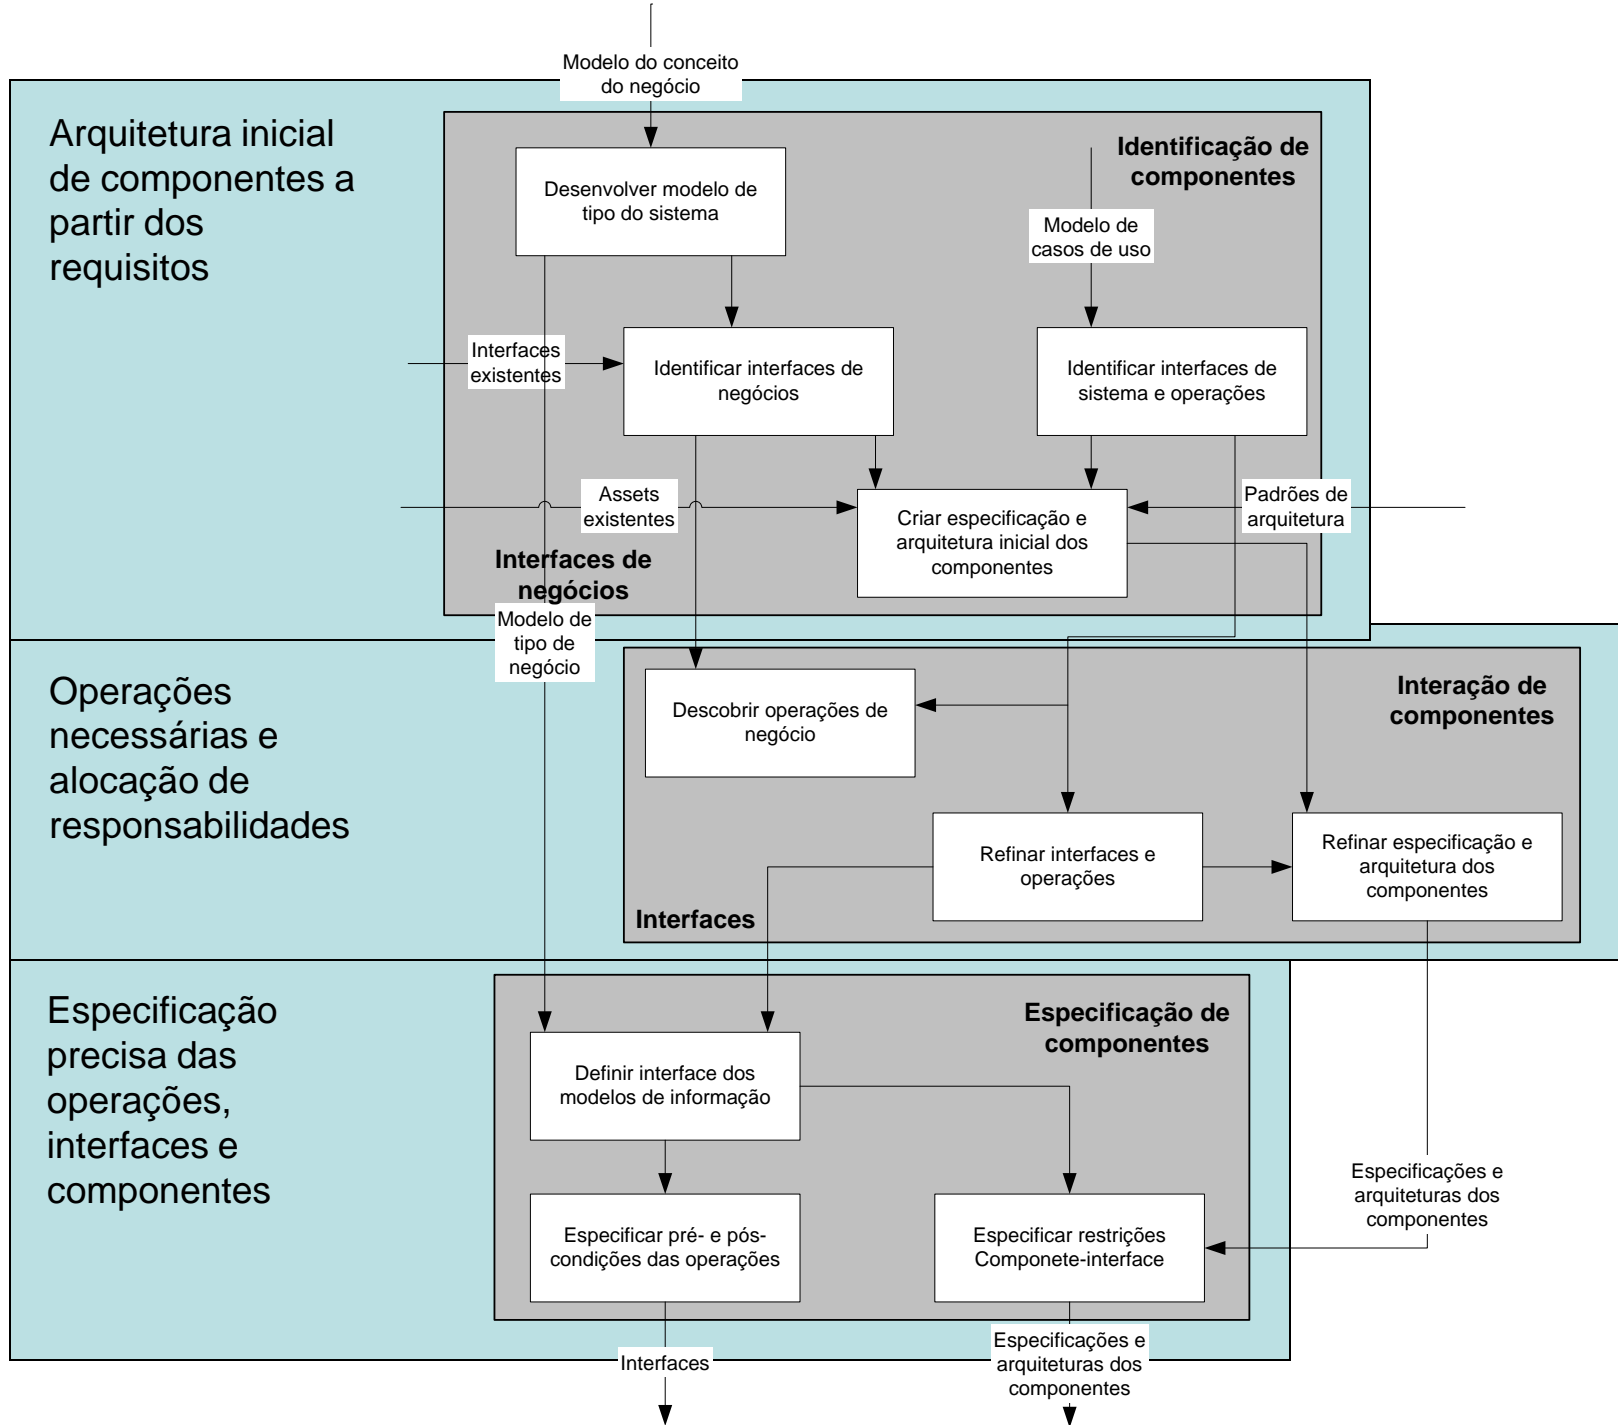 Modelo do conceito
do negócio
Arquitetura inicial
de componentes a
partir dos
requisitos
Identificação de
componentes
Desenvolver modelo de
tipo do sistema
Modelo de
casos de uso
Interfaces
existentes
Identificar interfaces de
negócios
Identificar interfaces de
sistema e operações
Assets
existentes
Padrões de
arquitetura
Criar especificação e
arquitetura inicial dos
componentes
Interfaces de
negócios
Modelo de
tipo de
negócio
Operações
necessárias e
alocação de
responsabilidades
Interação de
componentes
Descobrir operações de
negócio
Refinar interfaces e
operações
Refinar especificação e
arquitetura dos
componentes
Interfaces
Especificação
precisa das
operações,
interfaces e
componentes
Especificação de
componentes
Definir interface dos
modelos de informação
Especificações e
arquiteturas dos
componentes
Especificar pré- e pós-
condições das operações
Especificar restrições
Componete-interface
Interfaces
Especificações e
arquiteturas dos
componentes